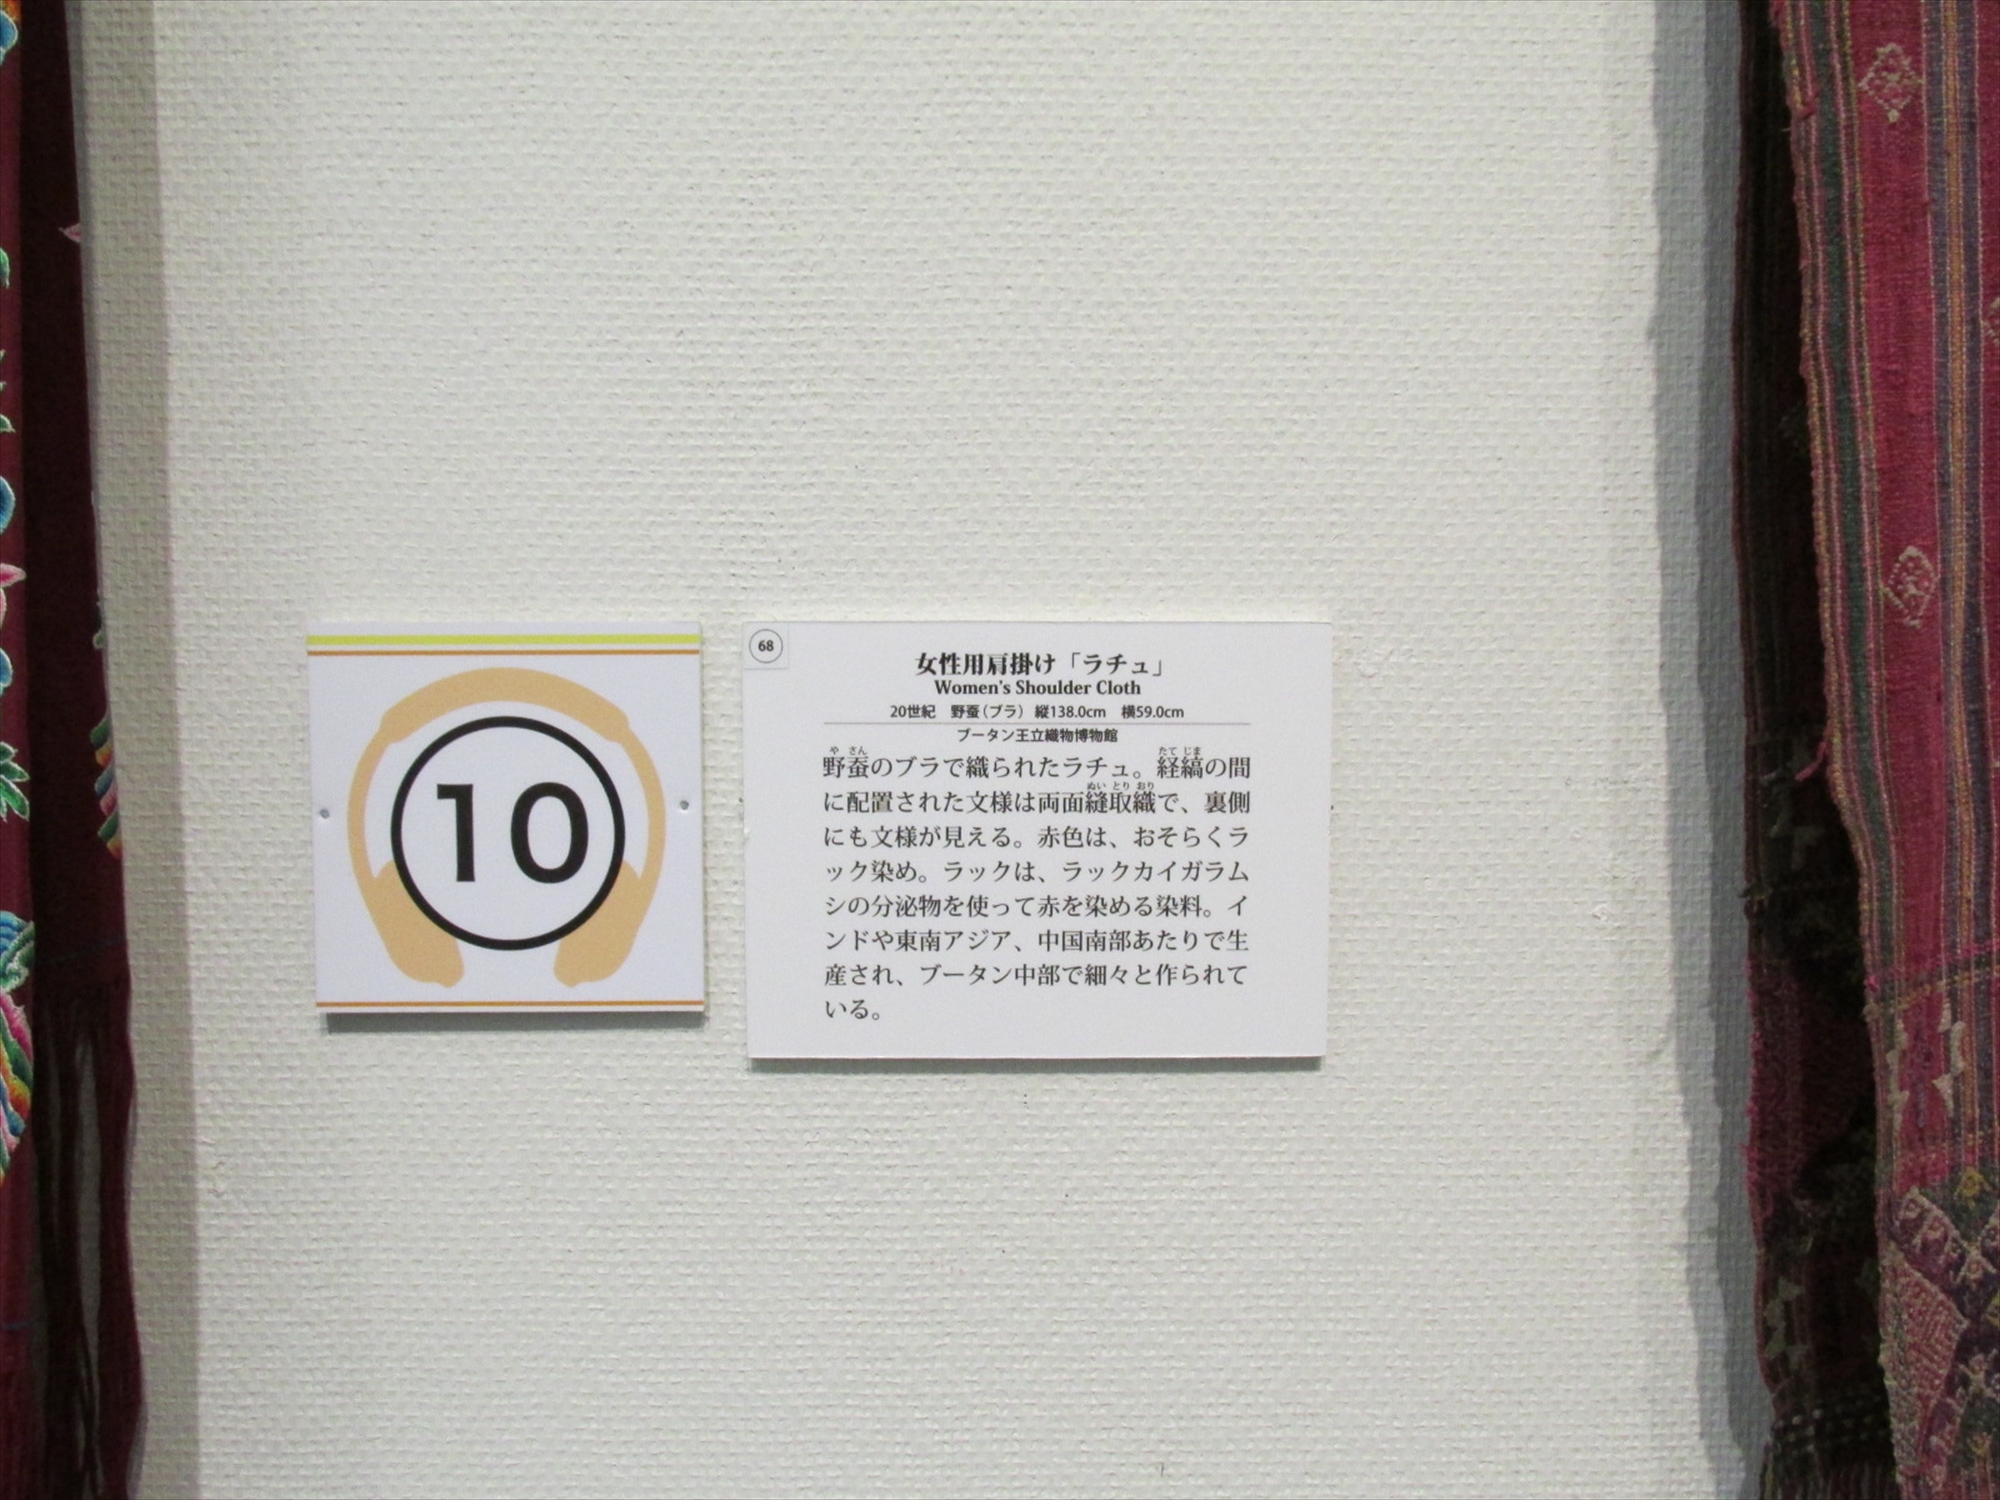 10
68
女性用肩掛け「ラチュ」
Women's Shoulder Cloth
20世紀　野蚕（ブラ）　縦138.0cm　横59.0cm
ブータン王立織物博物館
や さん たて じま
野蚕のブラで織られたラチュ。経縞の間
ぬい とり おり
に配置された文様は両面縫取織で、裏側
にも文様が見える。赤色は、おそらくラ
ック染め。ラックは、ラックカイガラム
シの分泌物を使って赤を染める染料。イ
ンドや東南アジア、中国南部あたりで生
産され、ブータン中部で細々と作られて
いる。